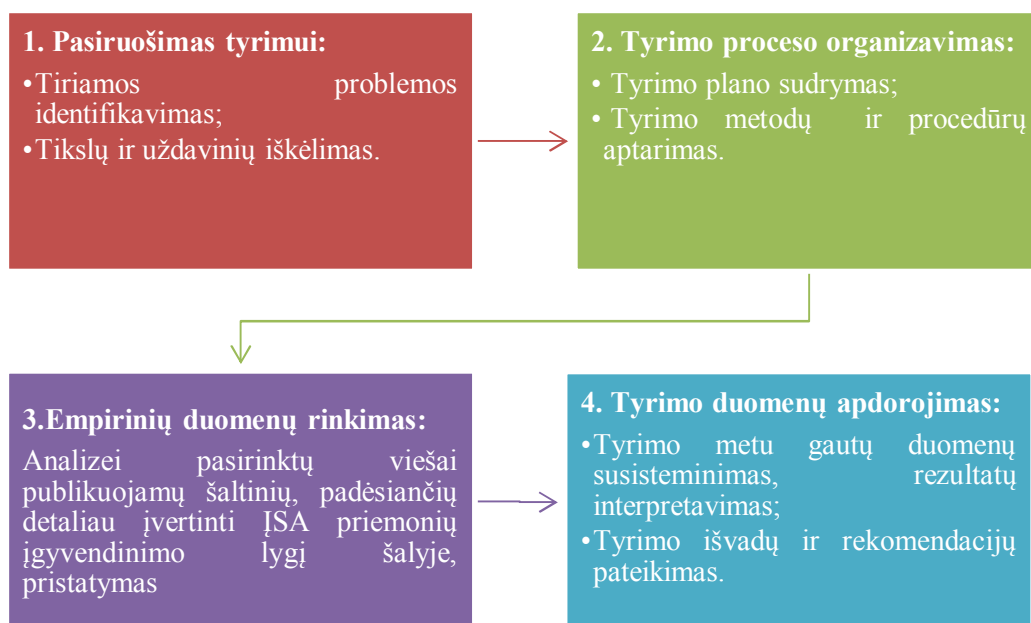 1. Pasiruošimas tyrimui:
•Tiriamos problemos
identifikavimas;
•Tikslų ir uždavinių iškėlimas.
2. Tyrimo proceso organizavimas:
• Tyrimo plano sudrymas;
• Tyrimo metodų ir procedūrų
aptarimas.
3.Empirinių duomenų rinkimas:
Analizei pasirinktų viešai
publikuojamų šaltinių, padėsiančių
detaliau įvertinti ĮSA priemonių
įgyvendinimo lygį šalyje,
pristatymas
4. Tyrimo duomenų apdorojimas:
•Tyrimo metu gautų duomenų
susisteminimas, rezultatų
interpretavimas;
•Tyrimo išvadų ir rekomendacijų
pateikimas.